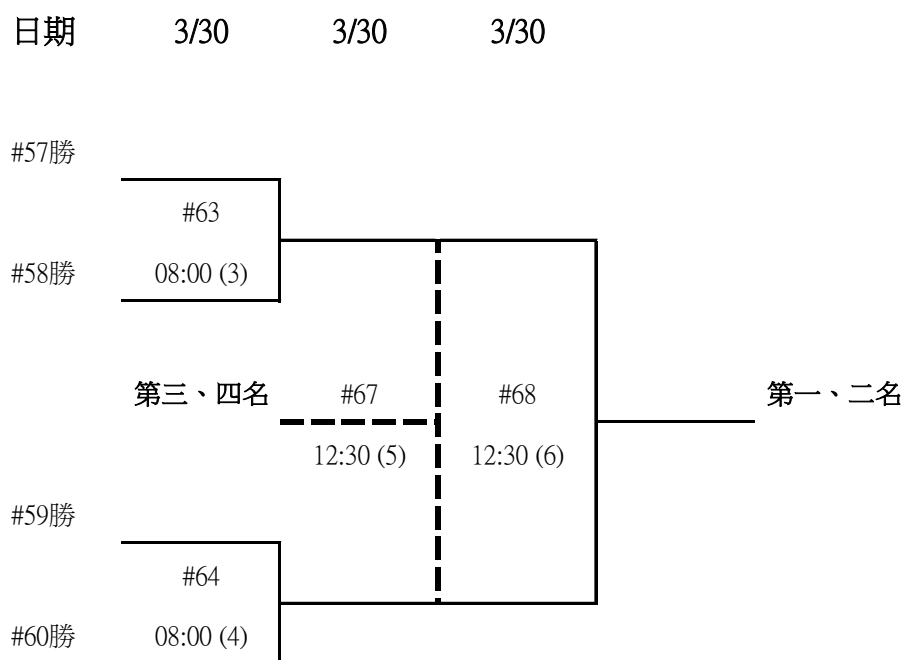 日期 3/30 3/30 3/30
#57勝
#63
#58勝 08:00 (3)
第三、四名 #67 #68 第一、二名
12:30 (5) 12:30 (6)
#59勝
#64
#60勝 08:00 (4)